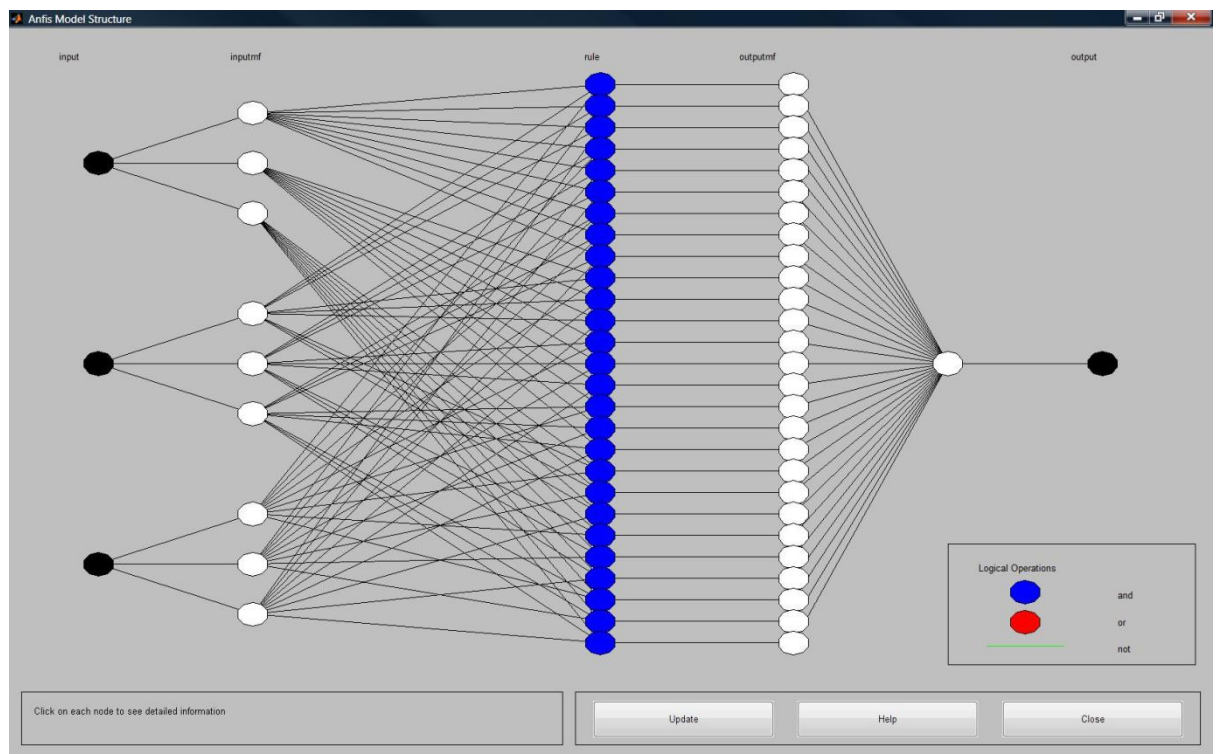 Anfis Model Structure
input inputmf rule outputmf output
Logical Operations
and
or
not
Click on each node to see detailed information
Update Help Close